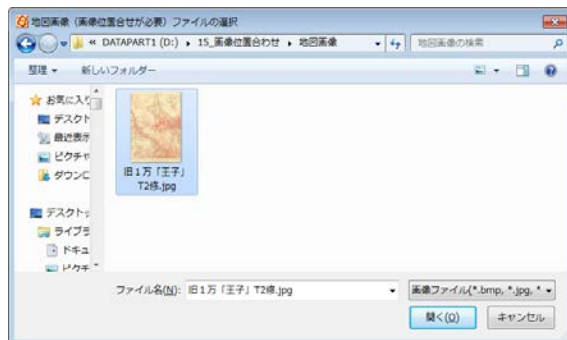 地図画像（画像位置合せが必要）ファイルの選択
« DATAPART1 (D:) ▸ 15_画像位置合わせ ▸ 地図画像
地図画像の検索
整理 ▾ 新しいフォルダー
お気に入り
デスクト
最近表示
ピクチャ
ダウンC
デスクトッ
ライブラ
ドキュ
ピクチ
旧1万「王子」
T2修.jpg
ファイル名(N): 旧1万「王子」T2修.jpg
画像ファイル(*.bmp, *.jpg, *
開く(O)
キャンセル